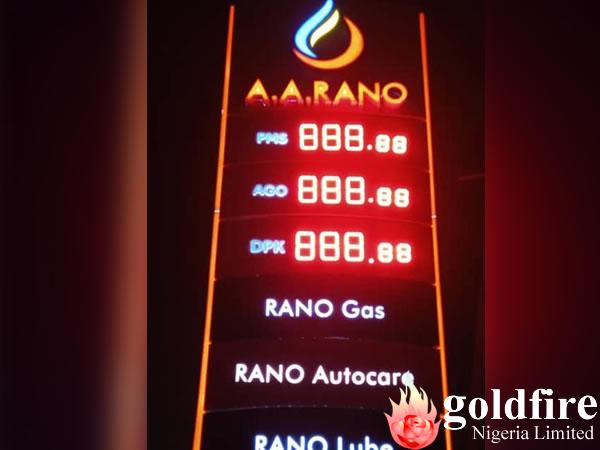 A.A.RANO
PMS 888.88
AGO 888.88
DPK 888.88
RANO Gas
RANO Autocare
RANO Lube
goldfire
Nigeria Limited